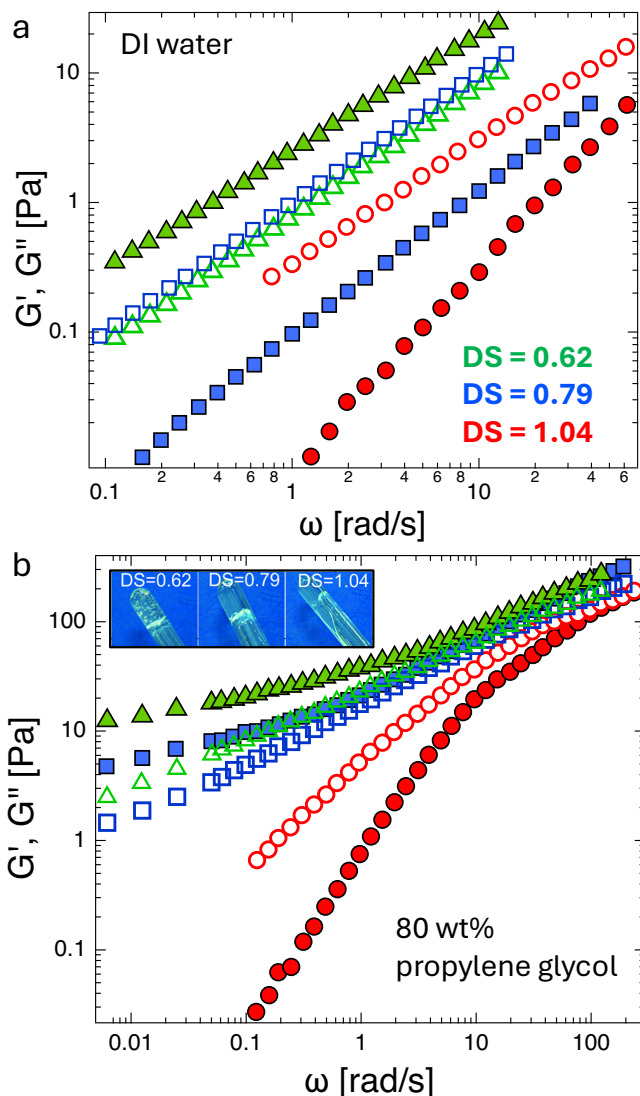 a
DI water
10
1
0.1
G', G" [Pa]
DS = 0.62
DS = 0.79
DS = 1.04
0.1 2 4 6 8 1 2 4 6 8 10 2 4 6
ω [rad/s]
b
DS=0.62 DS=0.79 DS=1.04
100
10
1
0.1
G', G" [Pa]
80 wt%
propylene glycol
0.01 0.1 1 10 100
ω [rad/s]